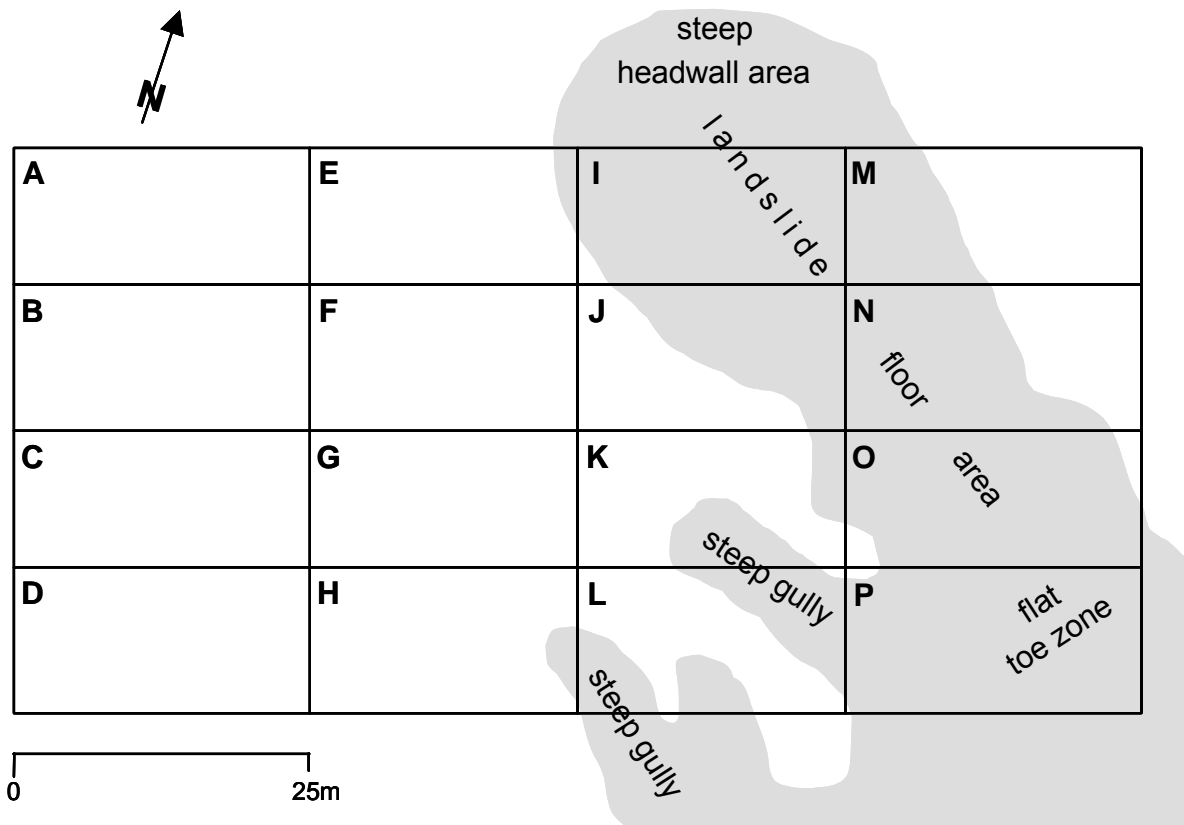 steep
headwall area
N
landslide
A
E
I
M
B
F
J
N
floor
C
G
K
O
area
steep gully
D
H
L
P
flat
toe zone
steep gully
0
25m